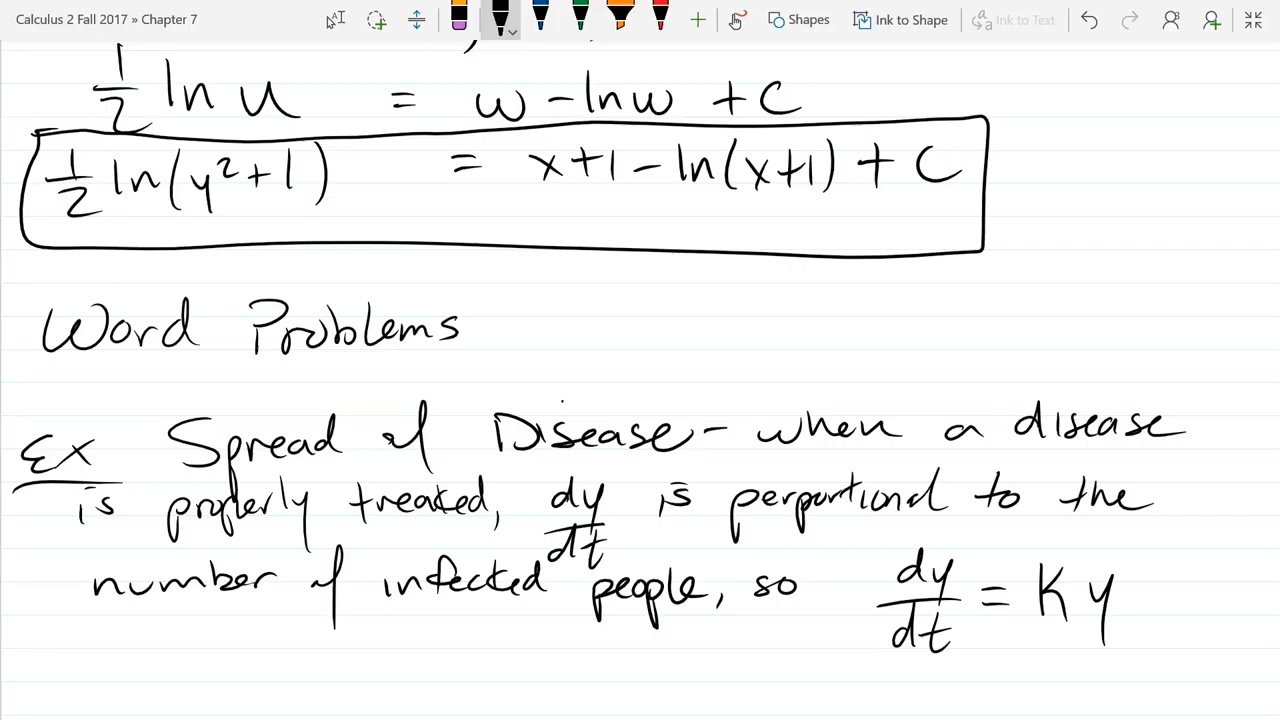 Calculus 2 Fall 2017 » Chapter 7
Shapes
Ink to Shape
Ink to Text
1/2 ln u = w - ln w + C
1/2 ln(y²+1) = x+1 - ln(x+1) + C
Word Problems
Ex Spread of Disease - when a disease
is properly treated, dy/dt is perportional to the
number of infected people, so dy/dt = Ky